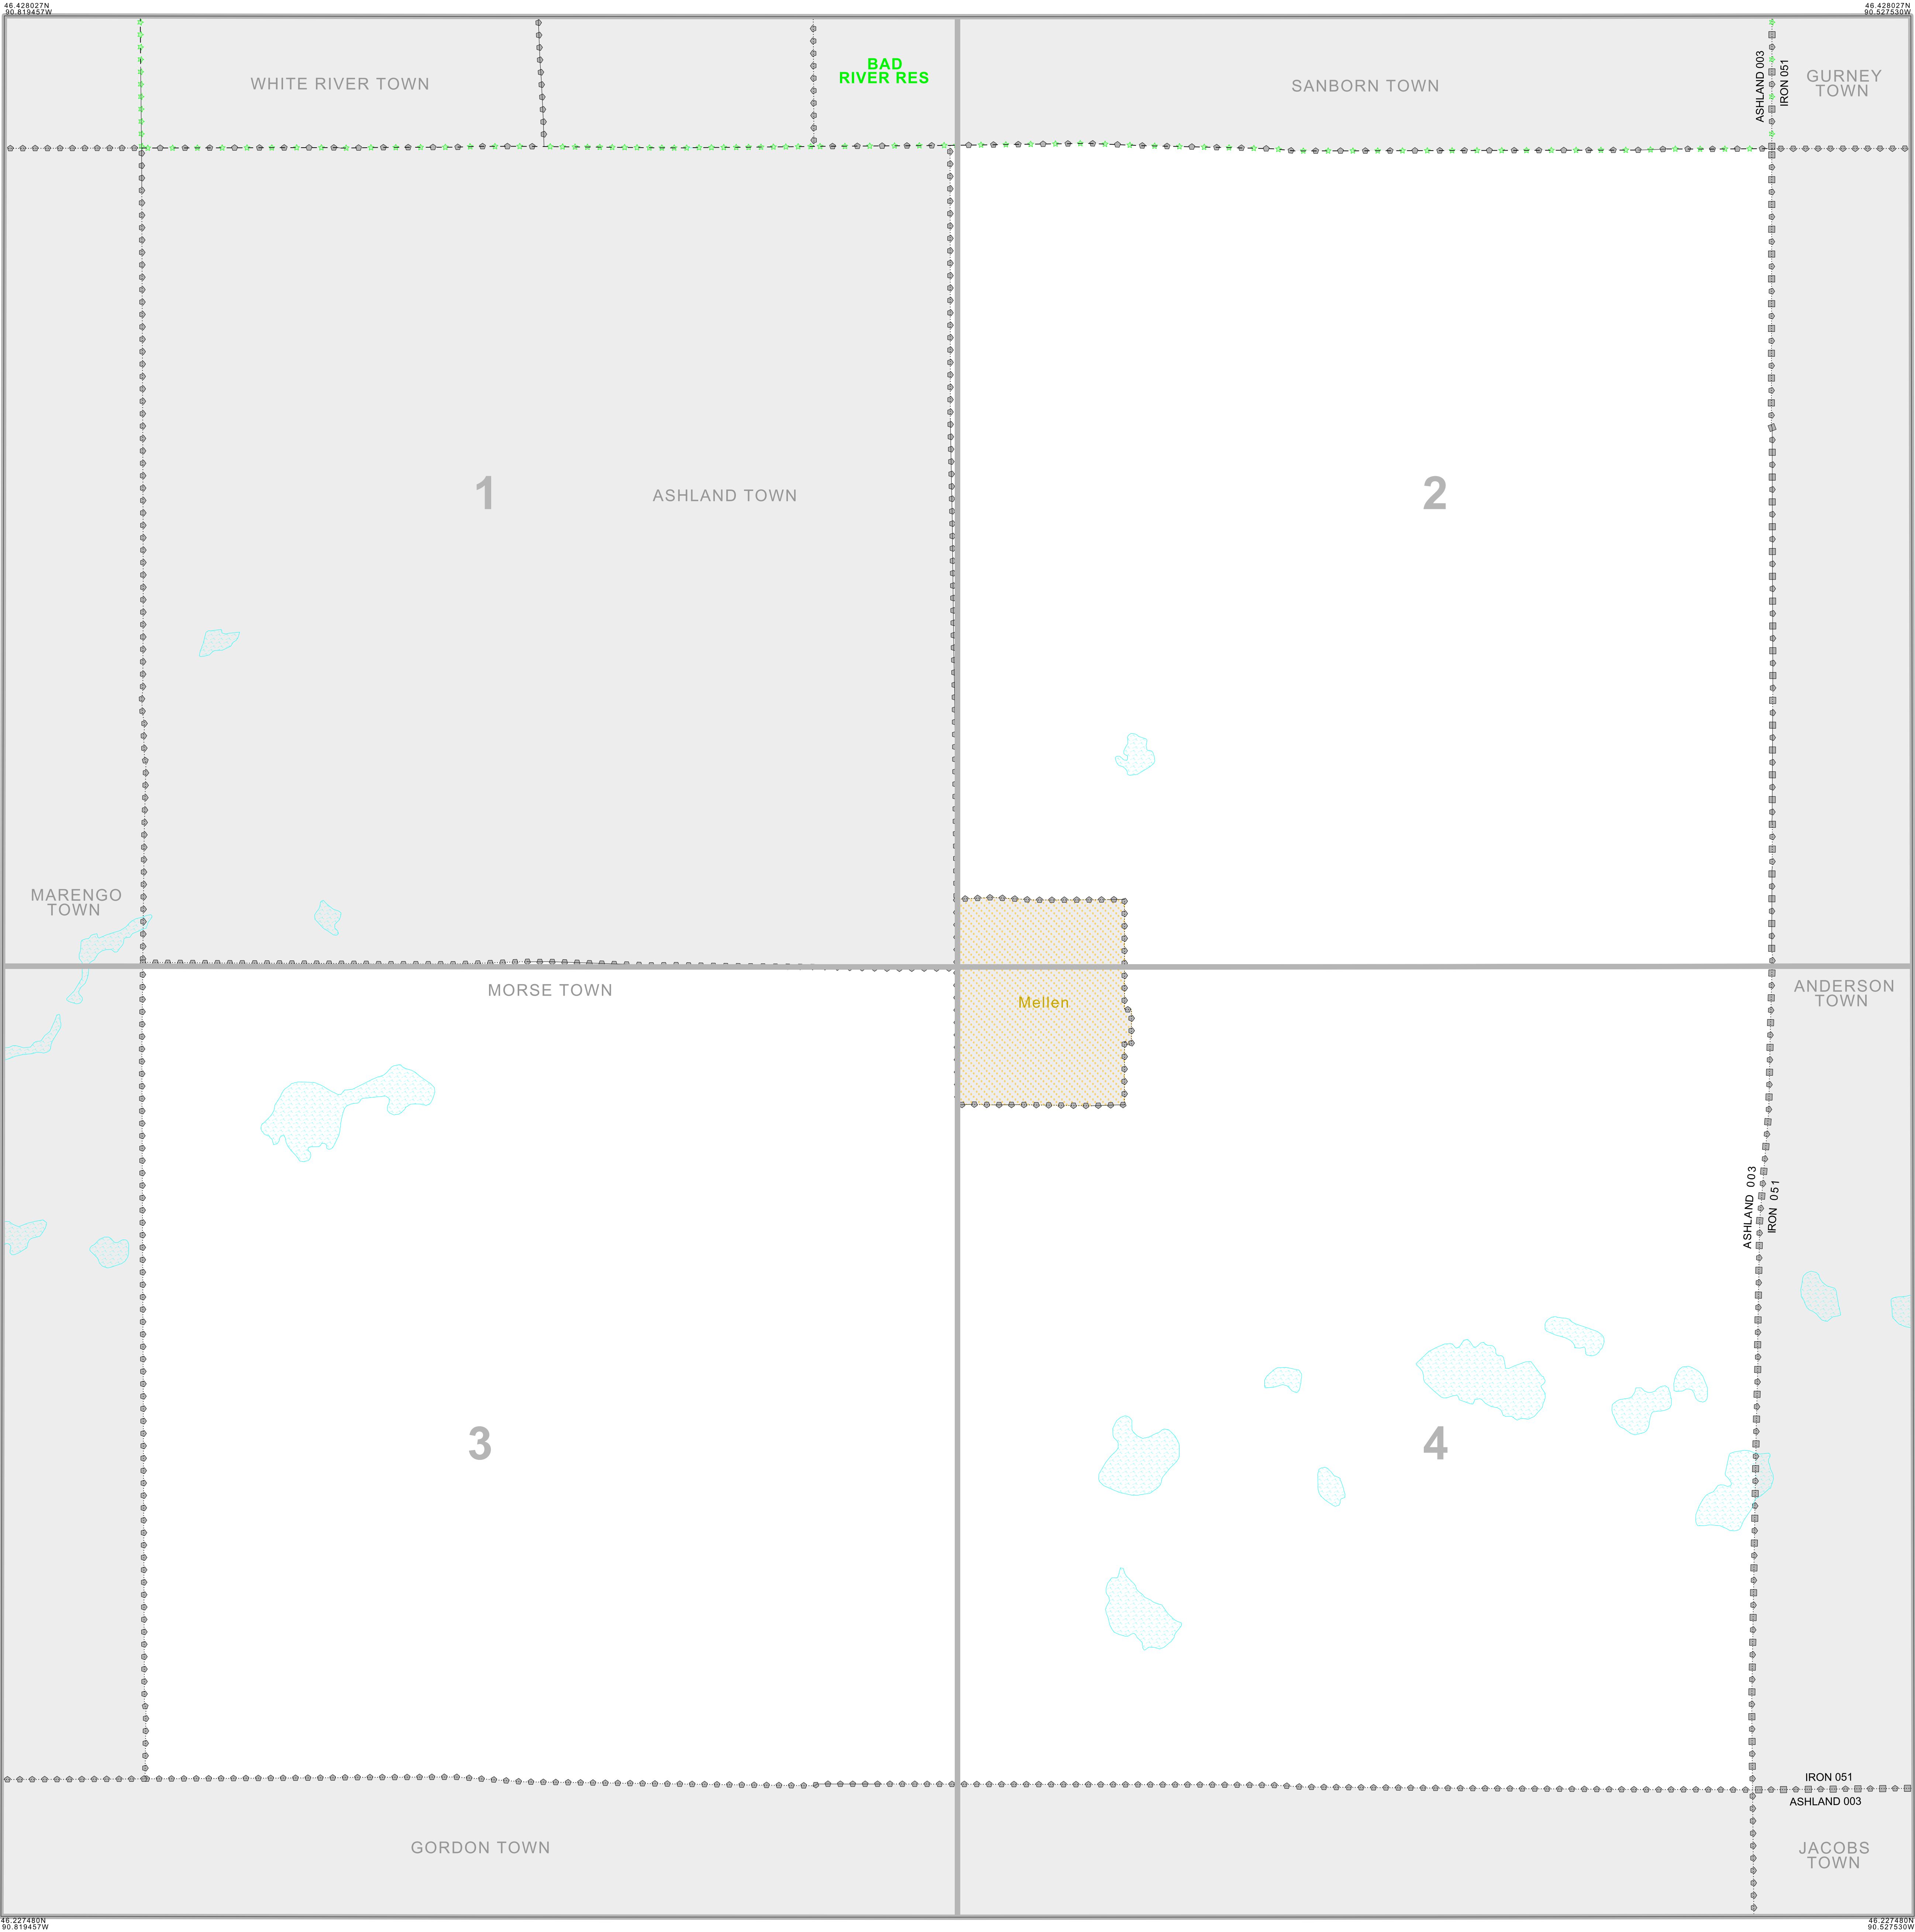 46.428027N
90.819457W
46.428027N
90.527530W
WHITE RIVER TOWN
BAD
RIVER RES
SANBORN TOWN
ASHLAND 003
IRON 051
GURNEY
TOWN
1
ASHLAND TOWN
2
MARENGO
TOWN
MORSE TOWN
Mellen
ANDERSON
TOWN
ASHLAND 003
IRON 051
3
4
IRON 051
ASHLAND 003
GORDON TOWN
JACOBS
TOWN
46.227480N
90.819457W
46.227480N
90.527530W